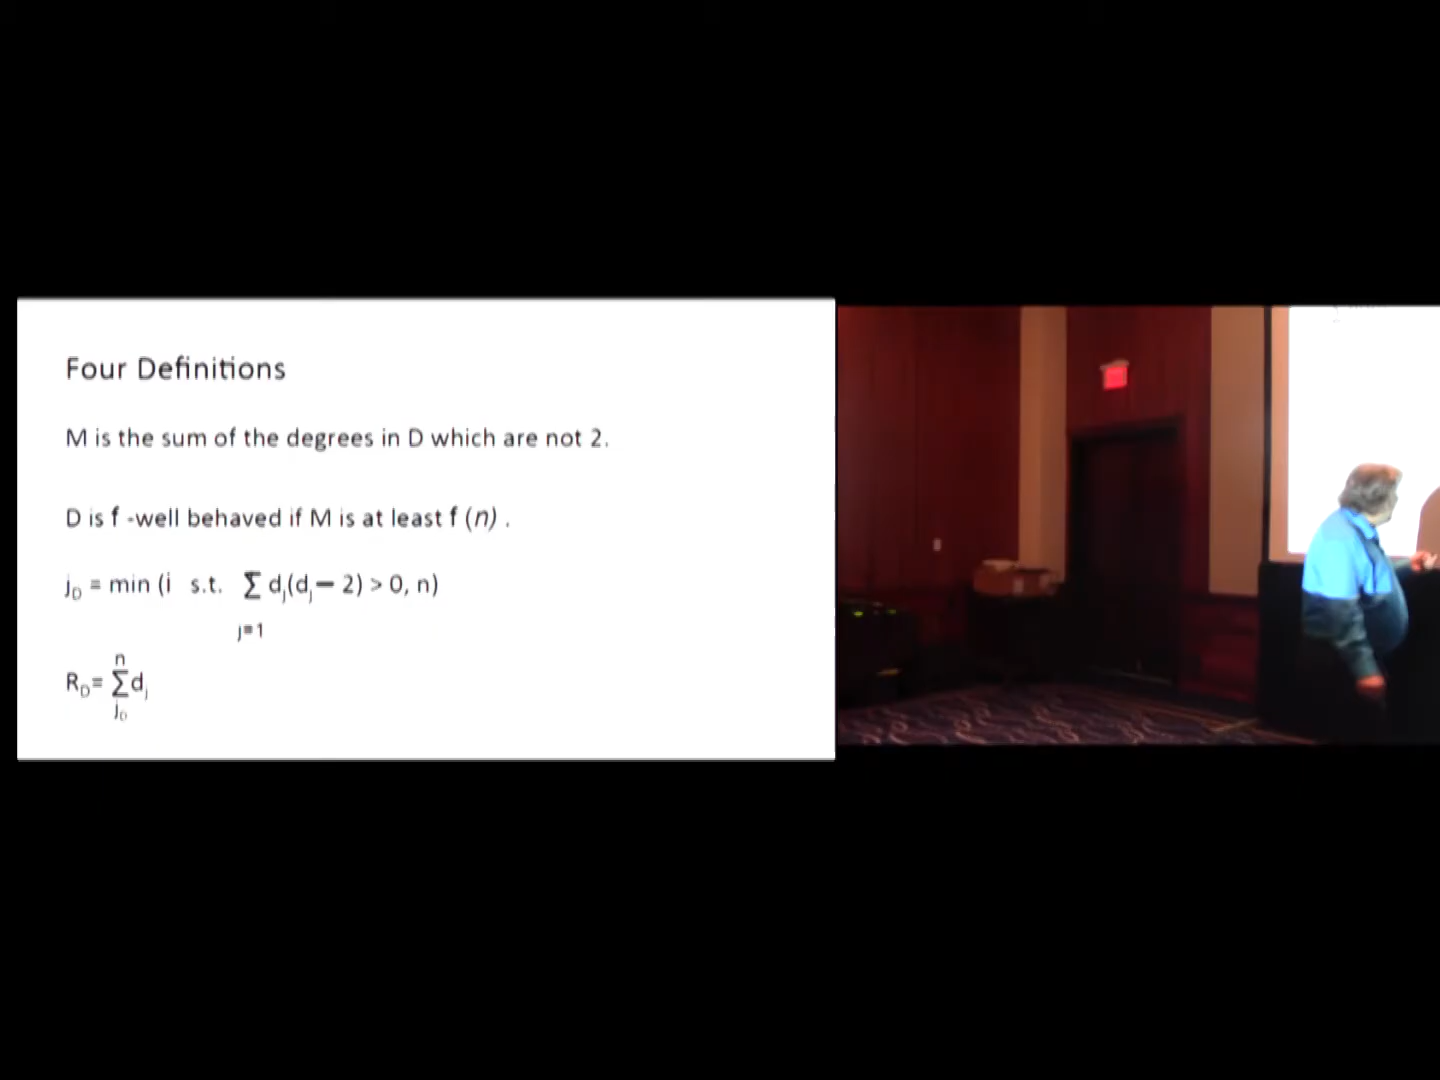 Four Definitions
M is the sum of the degrees in D which are not 2.
D is f -well behaved if M is at least f (n) .
j_D = min (i s.t. ∑ d_j(d_j − 2) > 0, n)
j=1
n
R_D= ∑ d_j
j_D